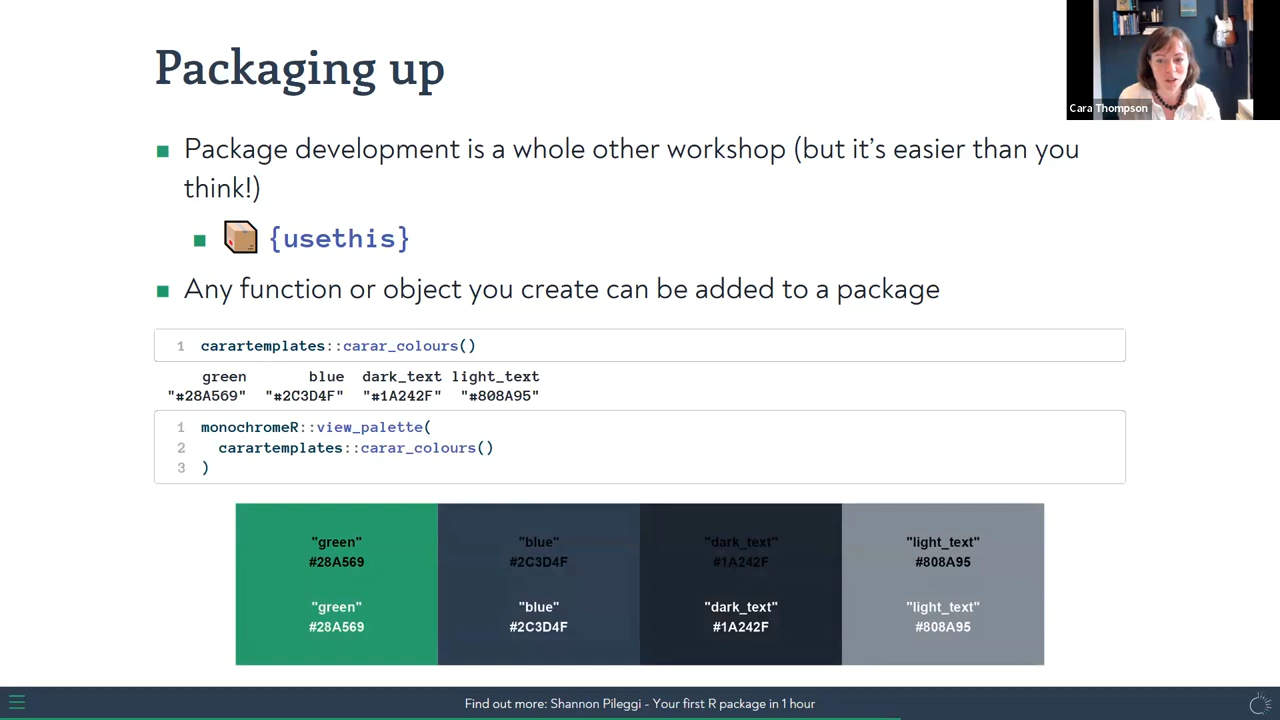 Packaging up
Cara Thompson
Package development is a whole other workshop (but it's easier than you
think!)
{usethis}
Any function or object you create can be added to a package
1 carartemplates::carar_colours()
green blue dark_text light_text
"#28A569" "#2C3D4F" "#1A242F" "#808A95"
1 monochromeR::view_palette(
2 carartemplates::carar_colours()
3 )
"green" "blue" "dark_text" "light_text"
#28A569 #2C3D4F #1A242F #808A95
"green" "blue" "dark_text" "light_text"
#28A569 #2C3D4F #1A242F #808A95
Find out more: Shannon Pileggi - Your first R package in 1 hour